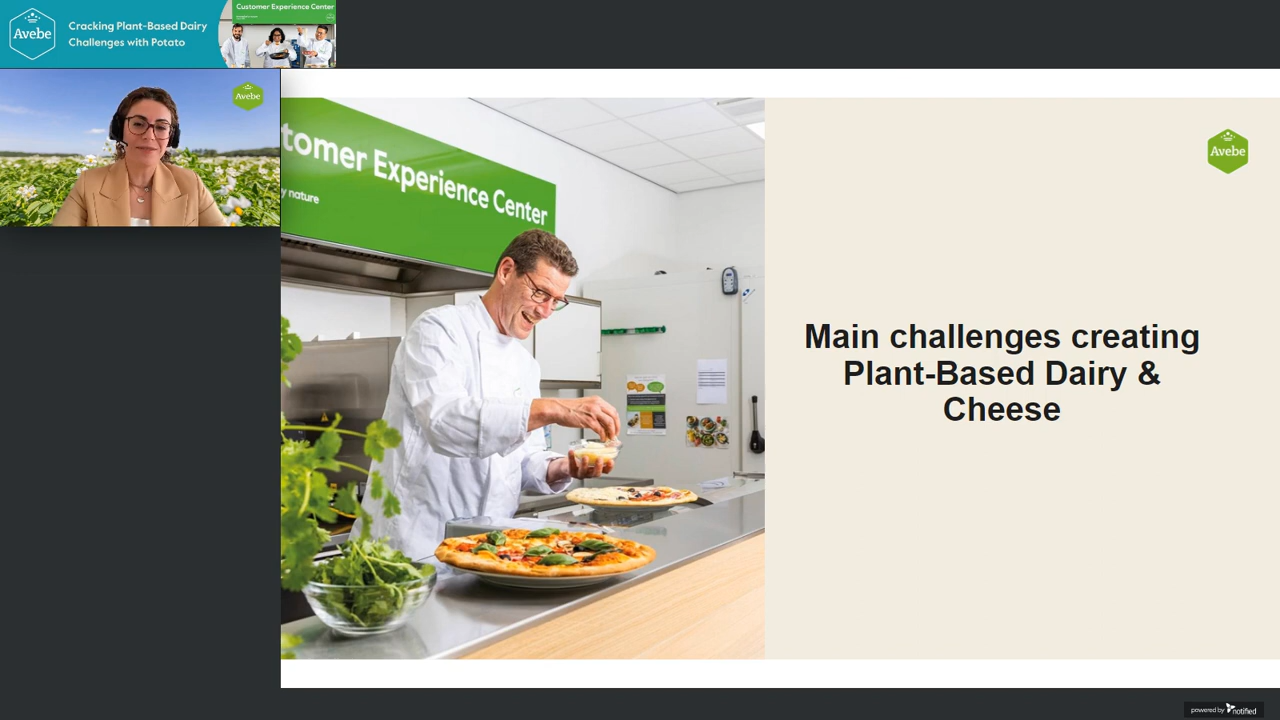 Avebe
Cracking Plant-Based Dairy
Challenges with Potato
Customer Experience Center
Avebe
tomer Experience Center
y nature
Avebe
Main challenges creating
Plant-Based Dairy &
Cheese
powered by notified